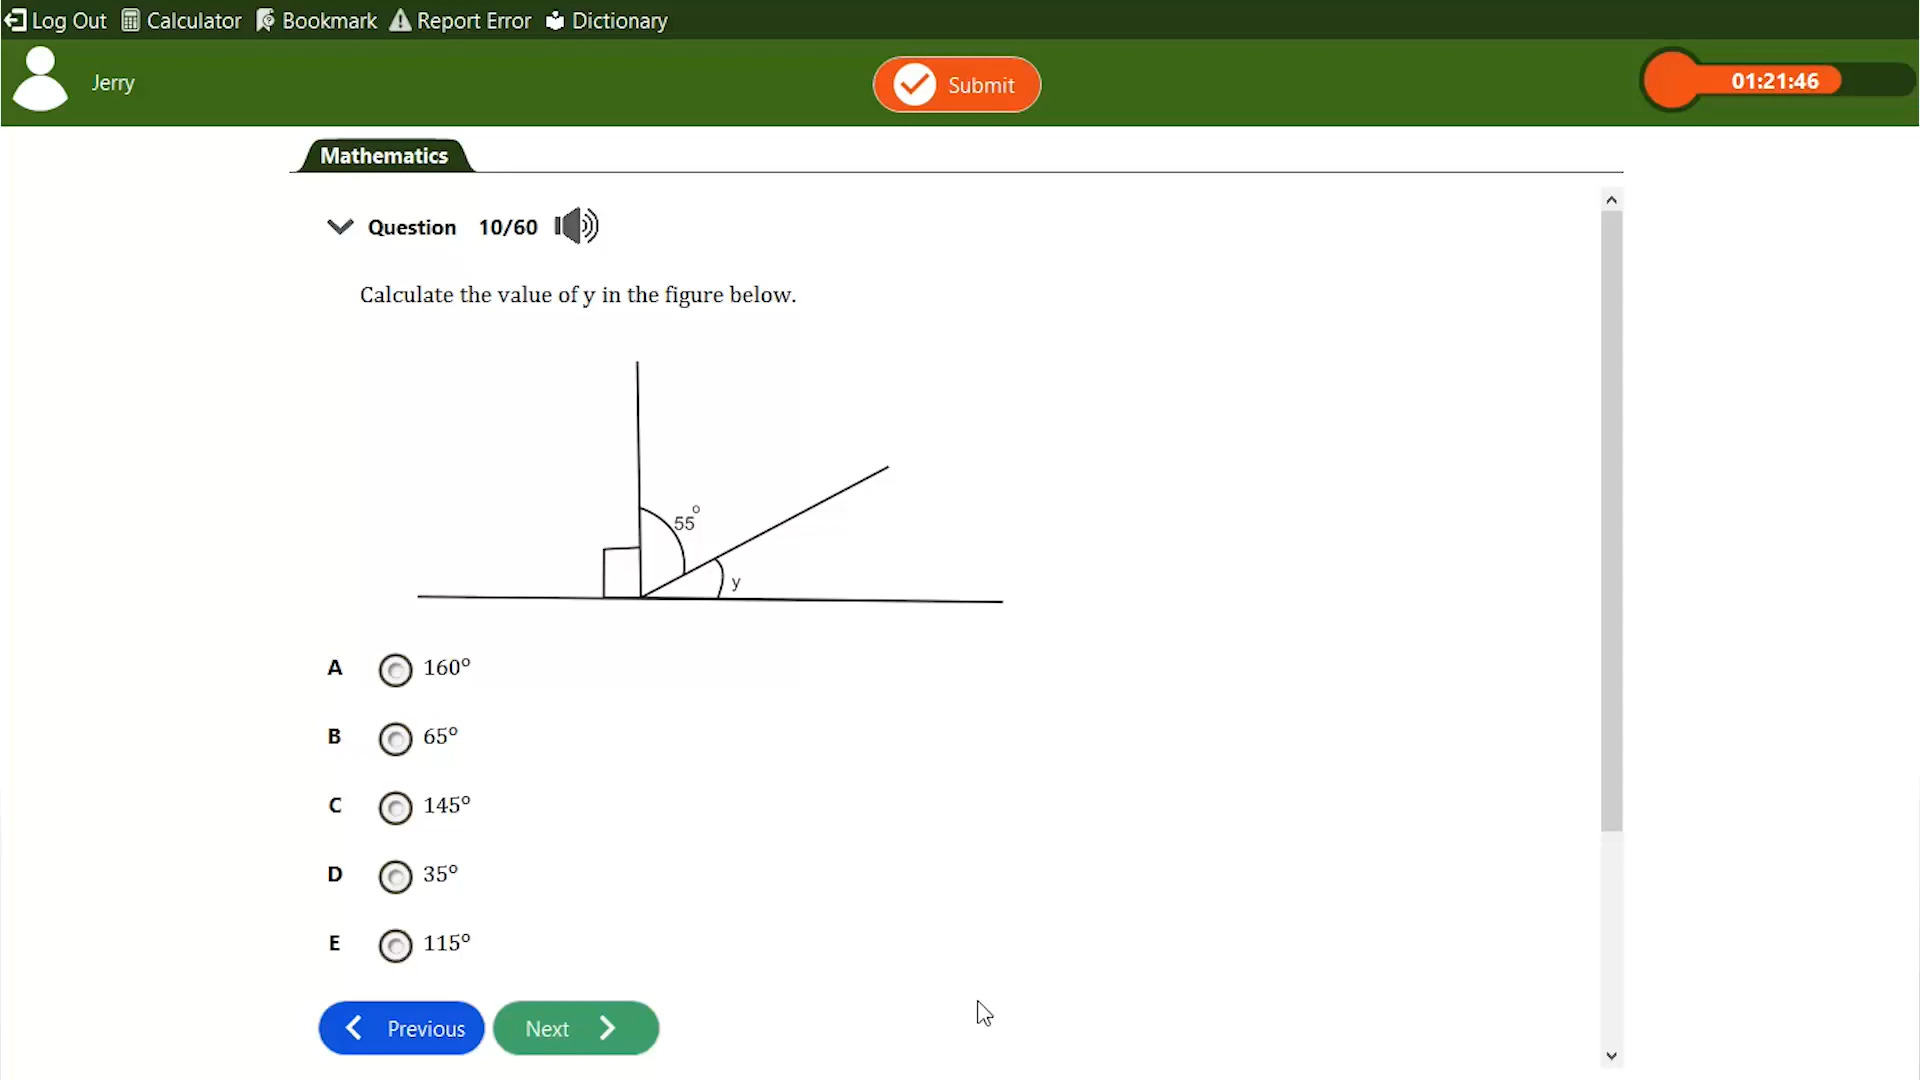 Log Out Calculator Bookmark Report Error Dictionary
Jerry Submit 01:21:46
Mathematics
Question 10/60
Calculate the value of y in the figure below.
55°
y
A 160°
B 65°
C 145°
D 35°
E 115°
Previous Next